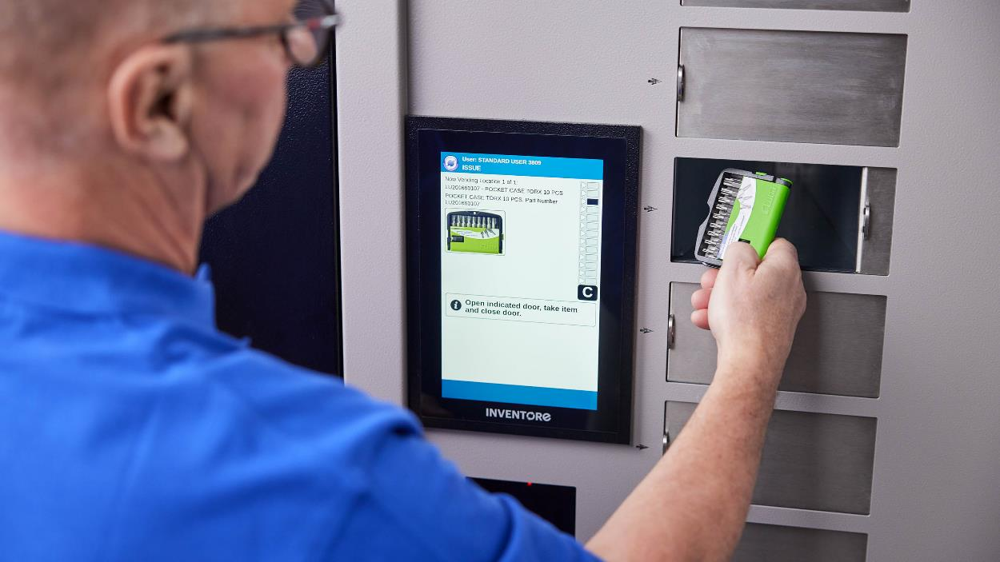 User: STANDARD USER 3809
ISSUE
Now Vending Location 1 of 1:
LU201660107 - POCKET CASE TORX 10 PCS
POCKET CASE TORX 10 PCS. Part Number
LU201660107
C
i
Open indicated door, take item
and close door.
INVENTORe